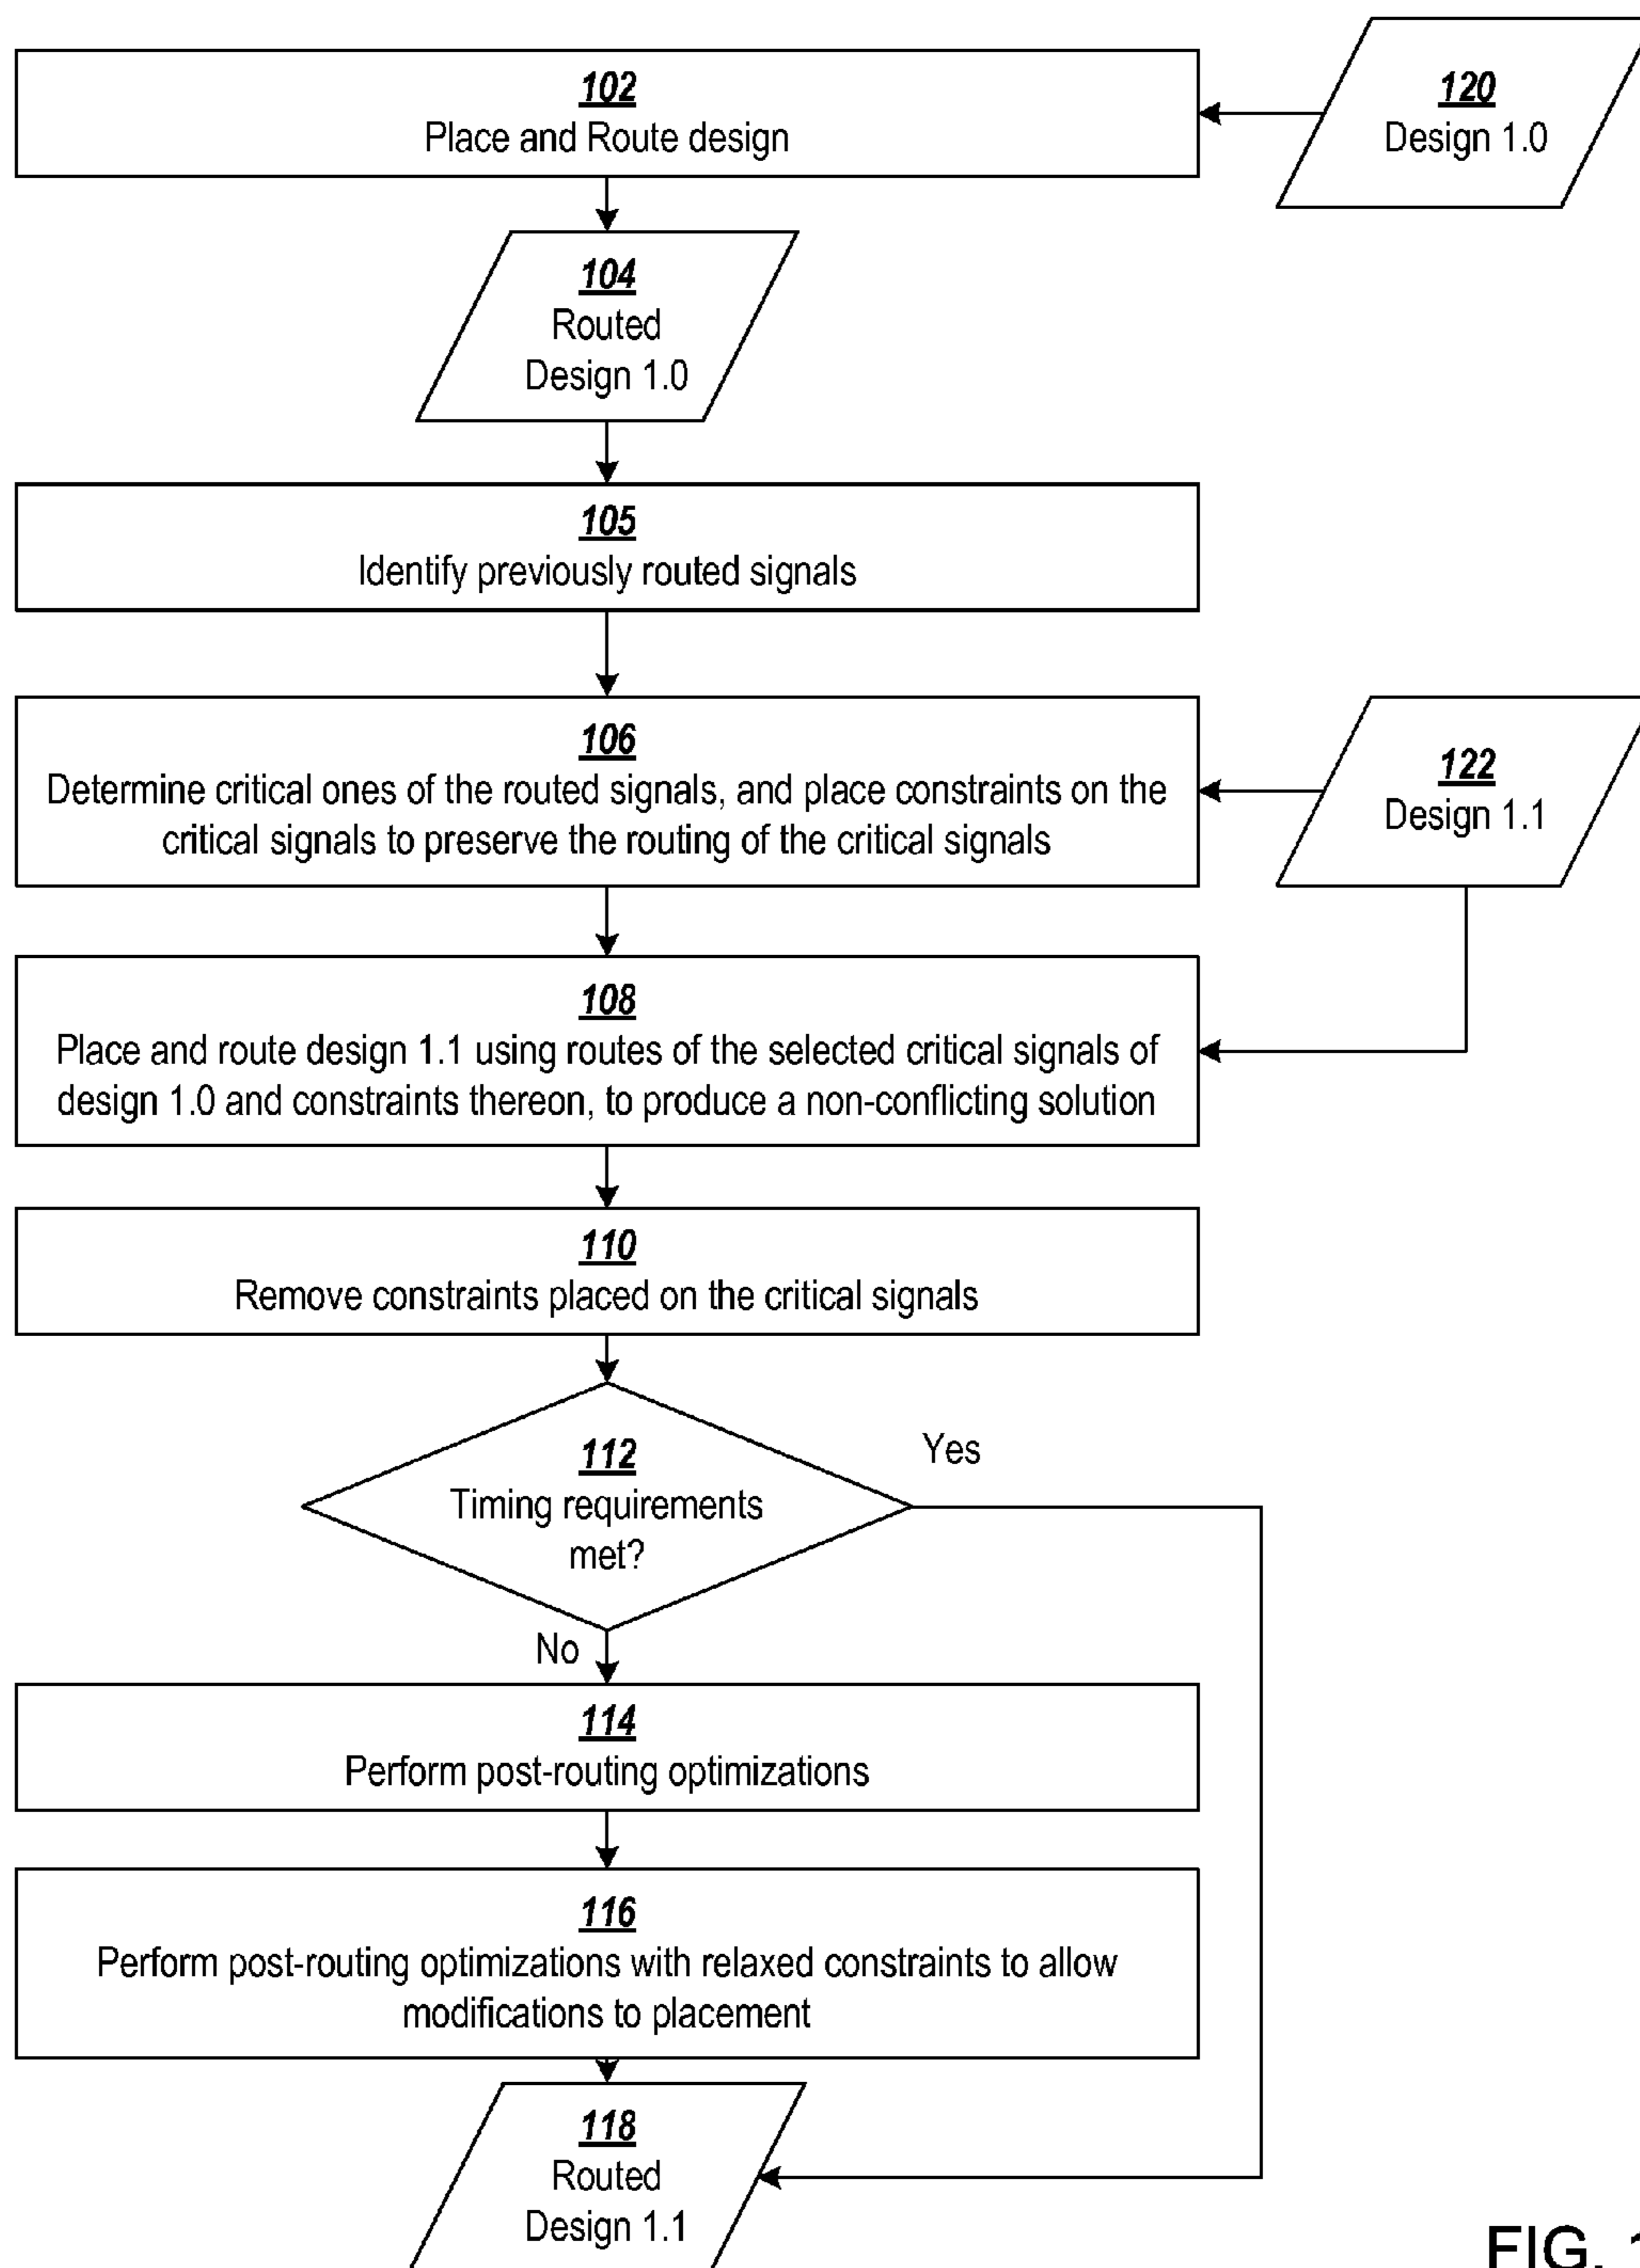 102
Place and Route design
120
Design 1.0
104
Routed
Design 1.0
105
Identify previously routed signals
106
Determine critical ones of the routed signals, and place constraints on the
critical signals to preserve the routing of the critical signals
122
Design 1.1
108
Place and route design 1.1 using routes of the selected critical signals of
design 1.0 and constraints thereon, to produce a non-conflicting solution
110
Remove constraints placed on the critical signals
112
Timing requirements
met?
Yes
No
114
Perform post-routing optimizations
116
Perform post-routing optimizations with relaxed constraints to allow
modifications to placement
118
Routed
Design 1.1
FIG. 1